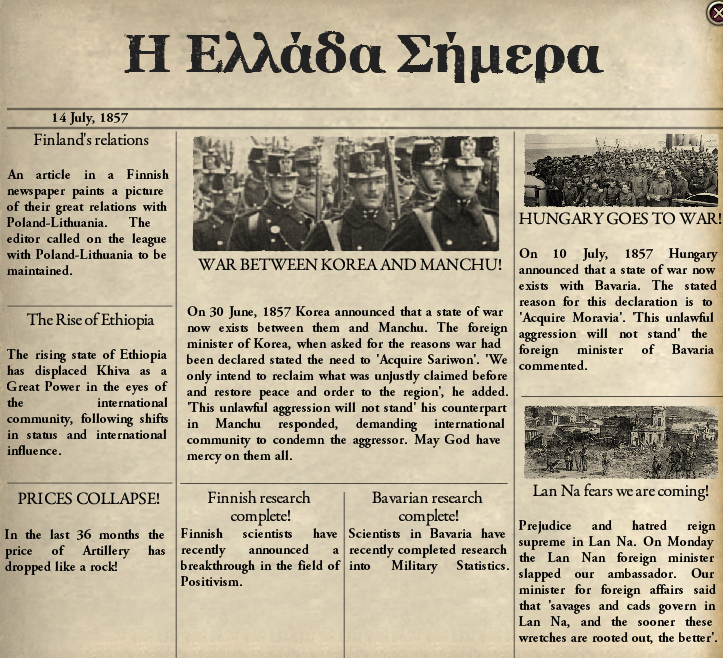 Η Ελλάδα Σήμερα
14 July, 1857
Finland's relations
An article in a Finnish
newspaper paints a picture
of their great relations with
Poland-Lithuania. The
editor called on the league
with Poland-Lithuania to be
maintained.
The Rise of Ethiopia
The rising state of Ethiopia
has displaced Khiva as a
Great Power in the eyes of
the international
community, following shifts
in status and international
influence.
PRICES COLLAPSE!
In the last 36 months the
price of Artillery has
dropped like a rock!
WAR BETWEEN KOREA AND MANCHU!
On 30 June, 1857 Korea announced that a state of war
now exists between them and Manchu. The foreign
minister of Korea, when asked for the reasons war had
been declared stated the need to 'Acquire Sariwon'. 'We
only intend to reclaim what was unjustly claimed before
and restore peace and order to the region', he added.
'This unlawful aggression will not stand' his counterpart
in Manchu responded, demanding international
community to condemn the aggressor. May God have
mercy on them all.
Finnish research
complete!
Finnish scientists have
recently announced a
breakthrough in the field of
Positivism.
Bavarian research
complete!
Scientists in Bavaria have
recently completed research
into Military Statistics.
HUNGARY GOES TO WAR!
On 10 July, 1857 Hungary
announced that a state of war now
exists with Bavaria. The stated
reason for this declaration is to
'Acquire Moravia'. 'This unlawful
aggression will not stand' the
foreign minister of Bavaria
commented.
Lan Na fears we are coming!
Prejudice and hatred reign
supreme in Lan Na. On Monday
the Lan Nan foreign minister
slapped our ambassador. Our
minister for foreign affairs said
that 'savages and cads govern in
Lan Na, and the sooner these
wretches are rooted out, the better'.